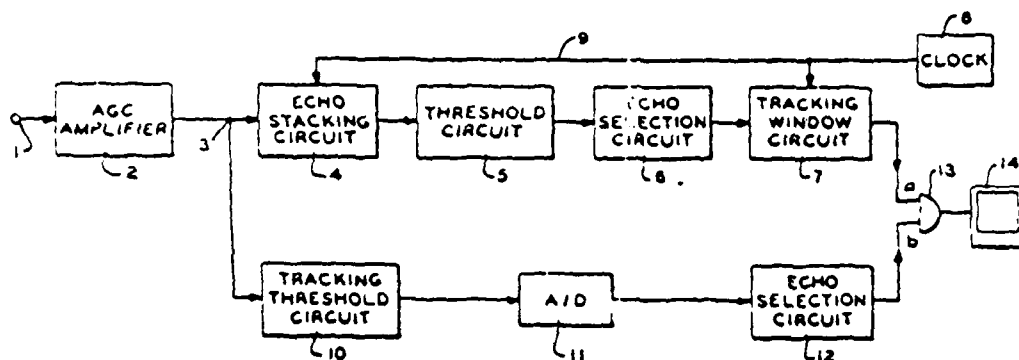 8
9
CLOCK
AGC
AMPLIFIER
ECHO
STACKING
CIRCUIT
THRESHOLD
CIRCUIT
ECHO
SELECTION
CIRCUIT
TRACKING
WINDOW
CIRCUIT
1
2
3
4
5
6
7
a
13
14
b
TRACKING
THRESHOLD
CIRCUIT
A/D
ECHO
SELECTION
CIRCUIT
10
11
12